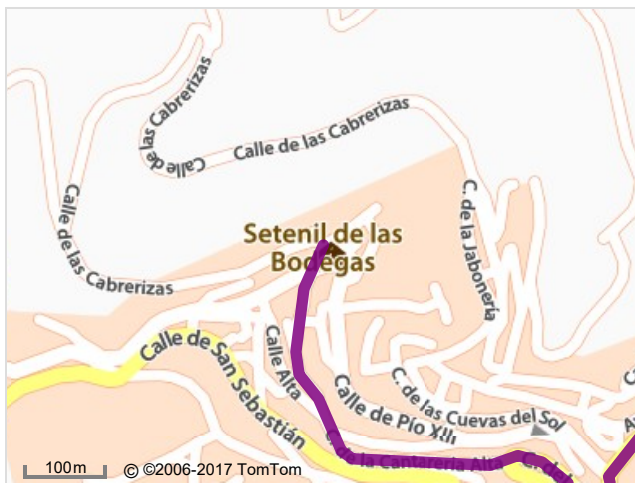 Calle de las Cabrerizas
Calle de las Cabrerizas
Calle de las Cabrerizas
Calle de las Cabrerizas
C. de la Jabonería
Setenil de las
Bodegas
Calle de San Sebastián
Calle Alta
Calle de Pío XIII
C. de las Cuevas del Sol
C. de la Cantarería Alta
100m
© ©2006-2017 TomTom